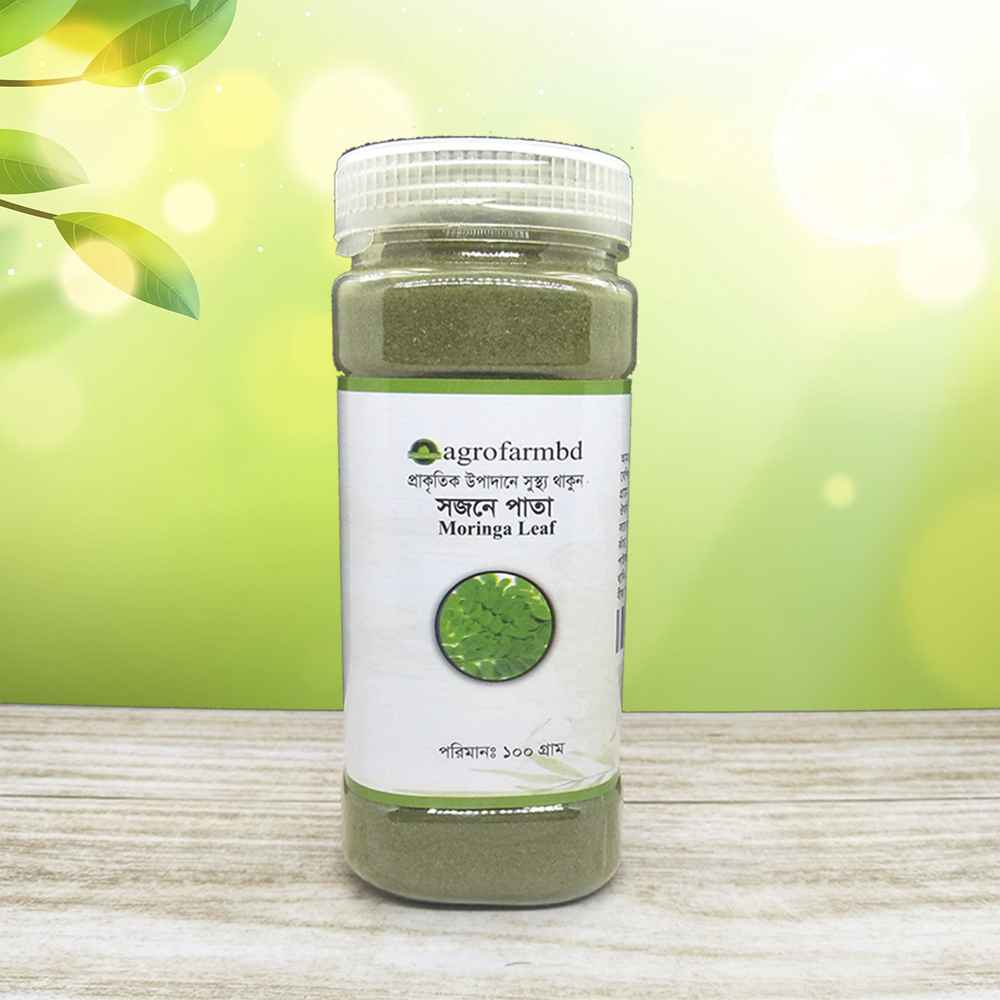 agrofarmbd
প্রাকৃতিক উপাদানে সুস্থ্য থাকুন
সজনে পাতা
Moringa Leaf
পরিমানঃ ১০০ গ্রাম